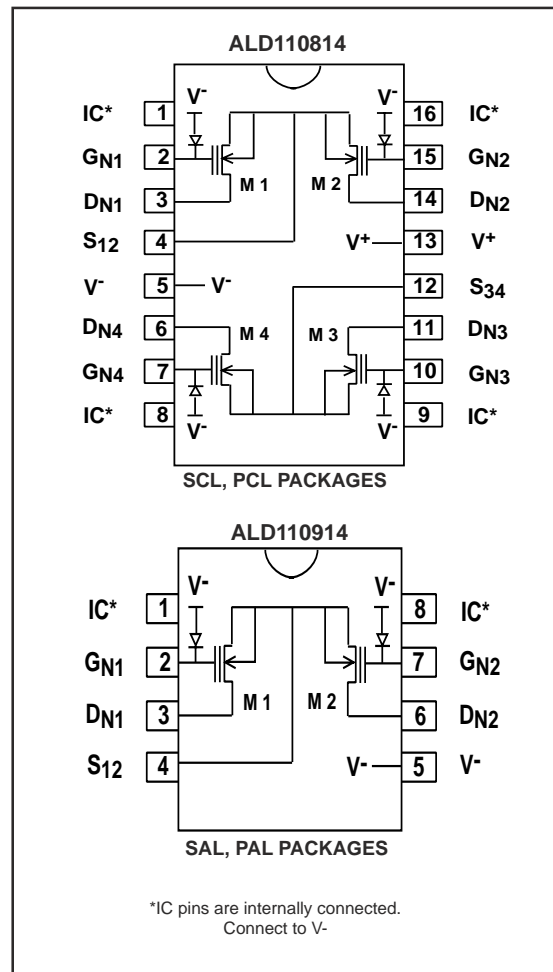 ALD110814
IC* 1 V- V- 16 IC*
GN1 2 15 GN2
DN1 3 M 1 M 2 14 DN2
S12 4 V+ 13 V+
V- 5 V- 12 S34
DN4 6 M 4 M 3 11 DN3
GN4 7 10 GN3
IC* 8 V- V- 9 IC*
SCL, PCL PACKAGES
ALD110914
IC* 1 V- V- 8 IC*
GN1 2 7 GN2
DN1 3 M 1 M 2 6 DN2
S12 4 V- 5 V-
SAL, PAL PACKAGES
*IC pins are internally connected.
Connect to V-